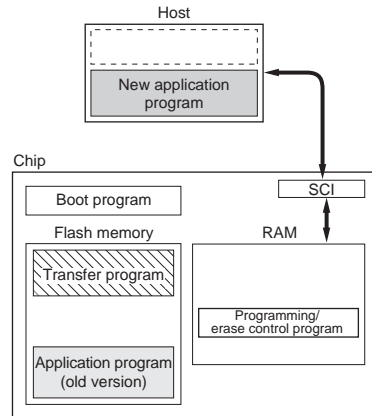 Host
New application
program
Chip
SCI
Boot program
Flash memory
RAM
Transfer program
Programming/
erase control program
Application program
(old version)